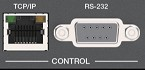 TCP/IP RS-232
CONTROL